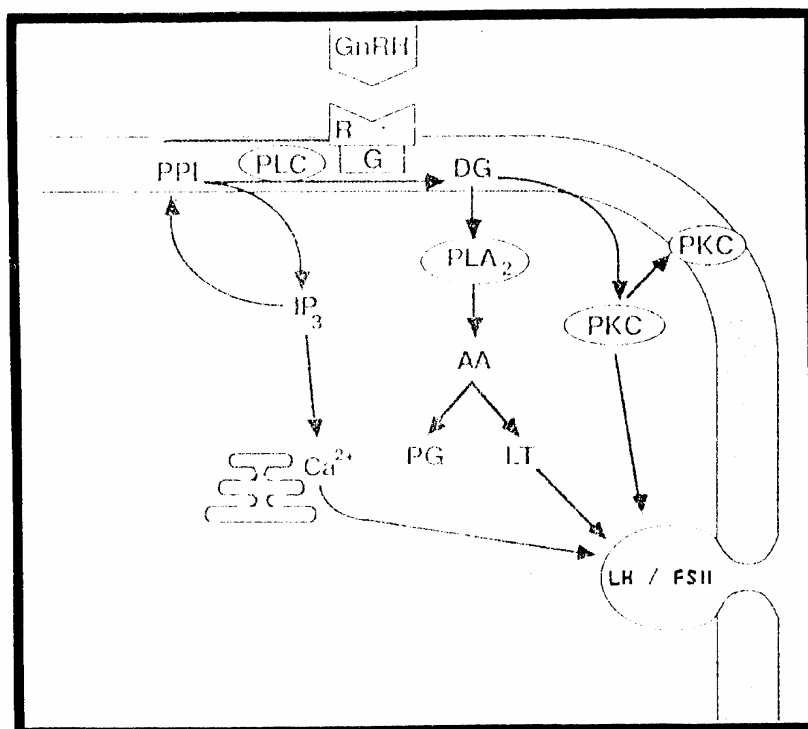 GnRH
R
G
PPI
PLC
DG
PLA2
PKC
PKC
IP3
AA
PG
LT
Ca2+
LH / FSH